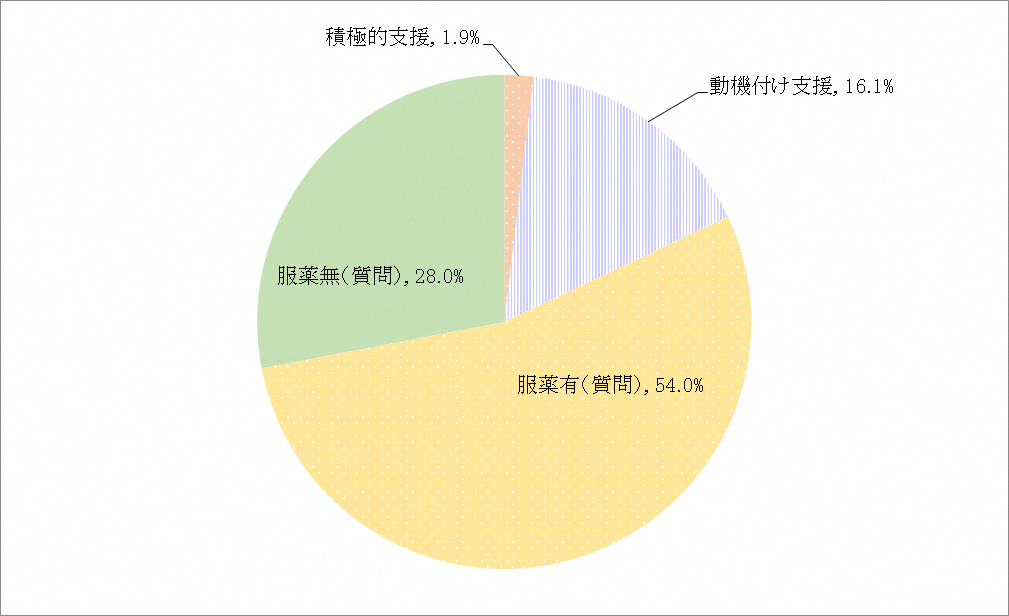 積極的支援, 1.9%
動機付け支援, 16.1%
服薬無(質問), 28.0%
服薬有(質問), 54.0%